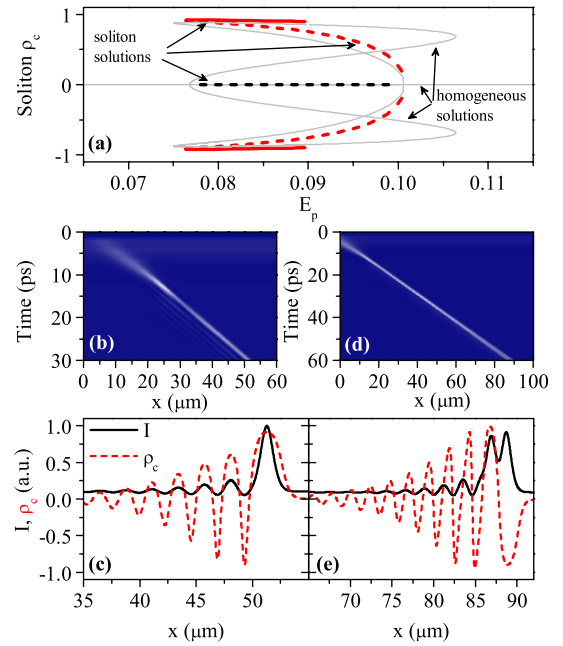 Soliton ρc
1
0
-1
soliton
solutions
homogeneous
solutions
(a)
0.07 0.08 0.09 0.10 0.11
Ep
Time (ps)
0
10
20
30
(b)
0 10 20 30 40 50 60
x (μm)
Time (ps)
0
20
40
60
(d)
0 20 40 60 80 100
x (μm)
I, ρc (a.u.)
1.0
0.5
0.0
-0.5
-1.0
I
ρc
(c)
35 40 45 50
x (μm)
(e)
70 75 80 85 90
x (μm)